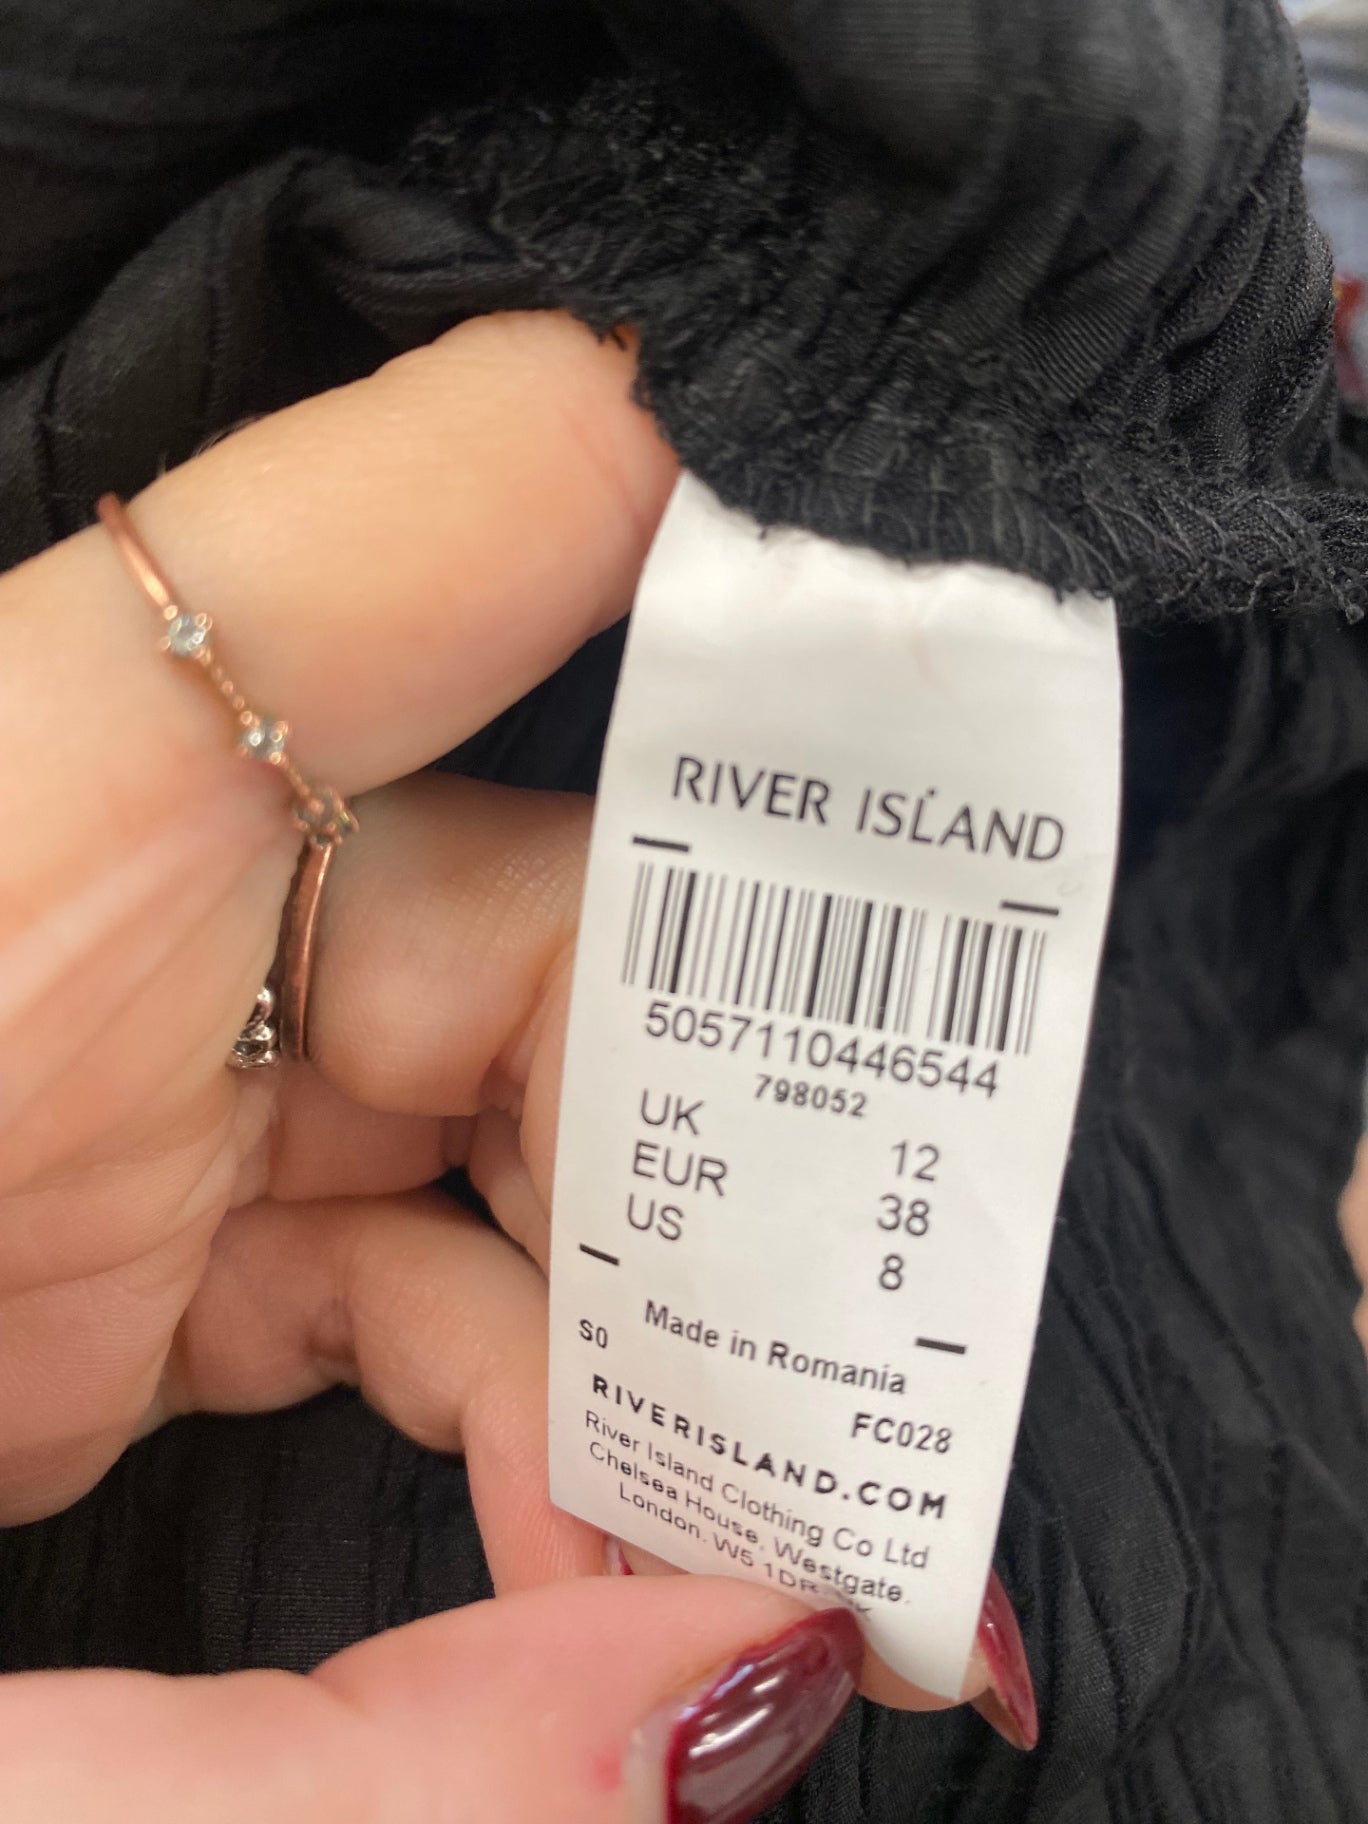 RIVER ISLAND
5057110446544
798052
UK 12
EUR 38
US 8
Made in Romania
S0 FC028
RIVERISLAND.COM
River Island Clothing Co Ltd
Chelsea House, Westgate,
London. W5 1DR